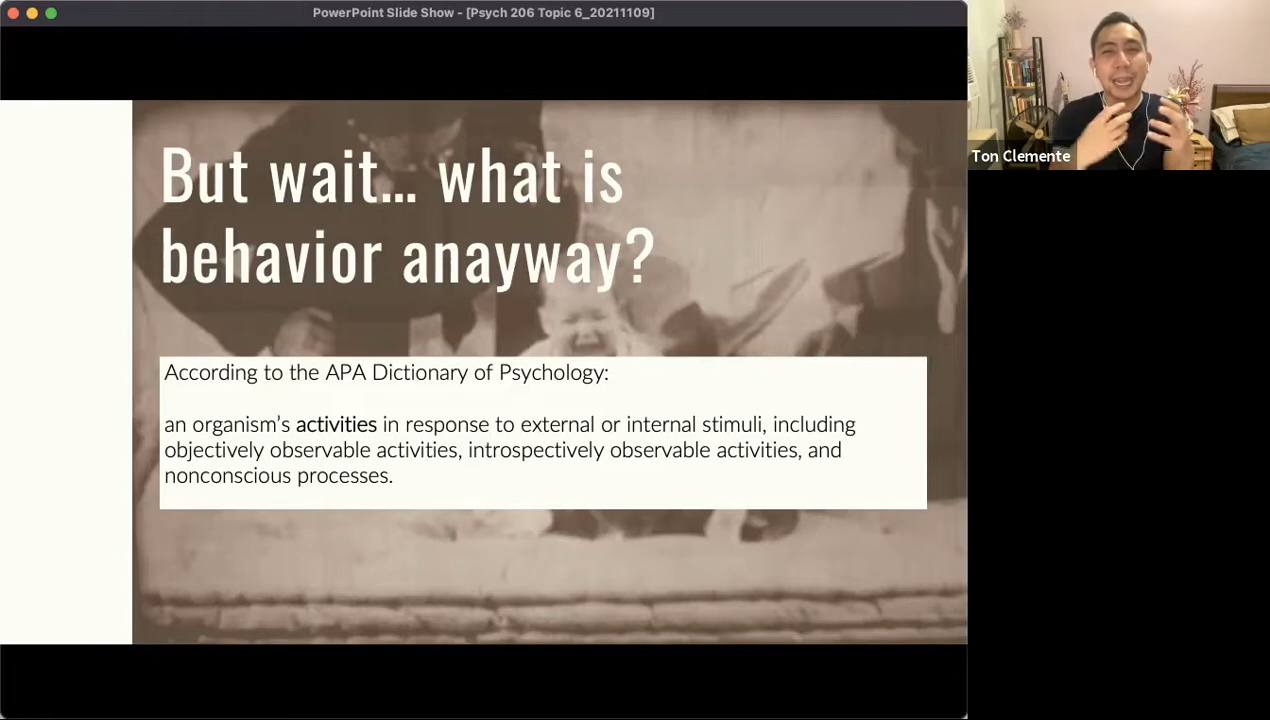 PowerPoint Slide Show - [Psych 206 Topic 6_20211109]
Ton Clemente
But wait... what is
behavior anayway?
According to the APA Dictionary of Psychology:
an organism's activities in response to external or internal stimuli, including
objectively observable activities, introspectively observable activities, and
nonconscious processes.